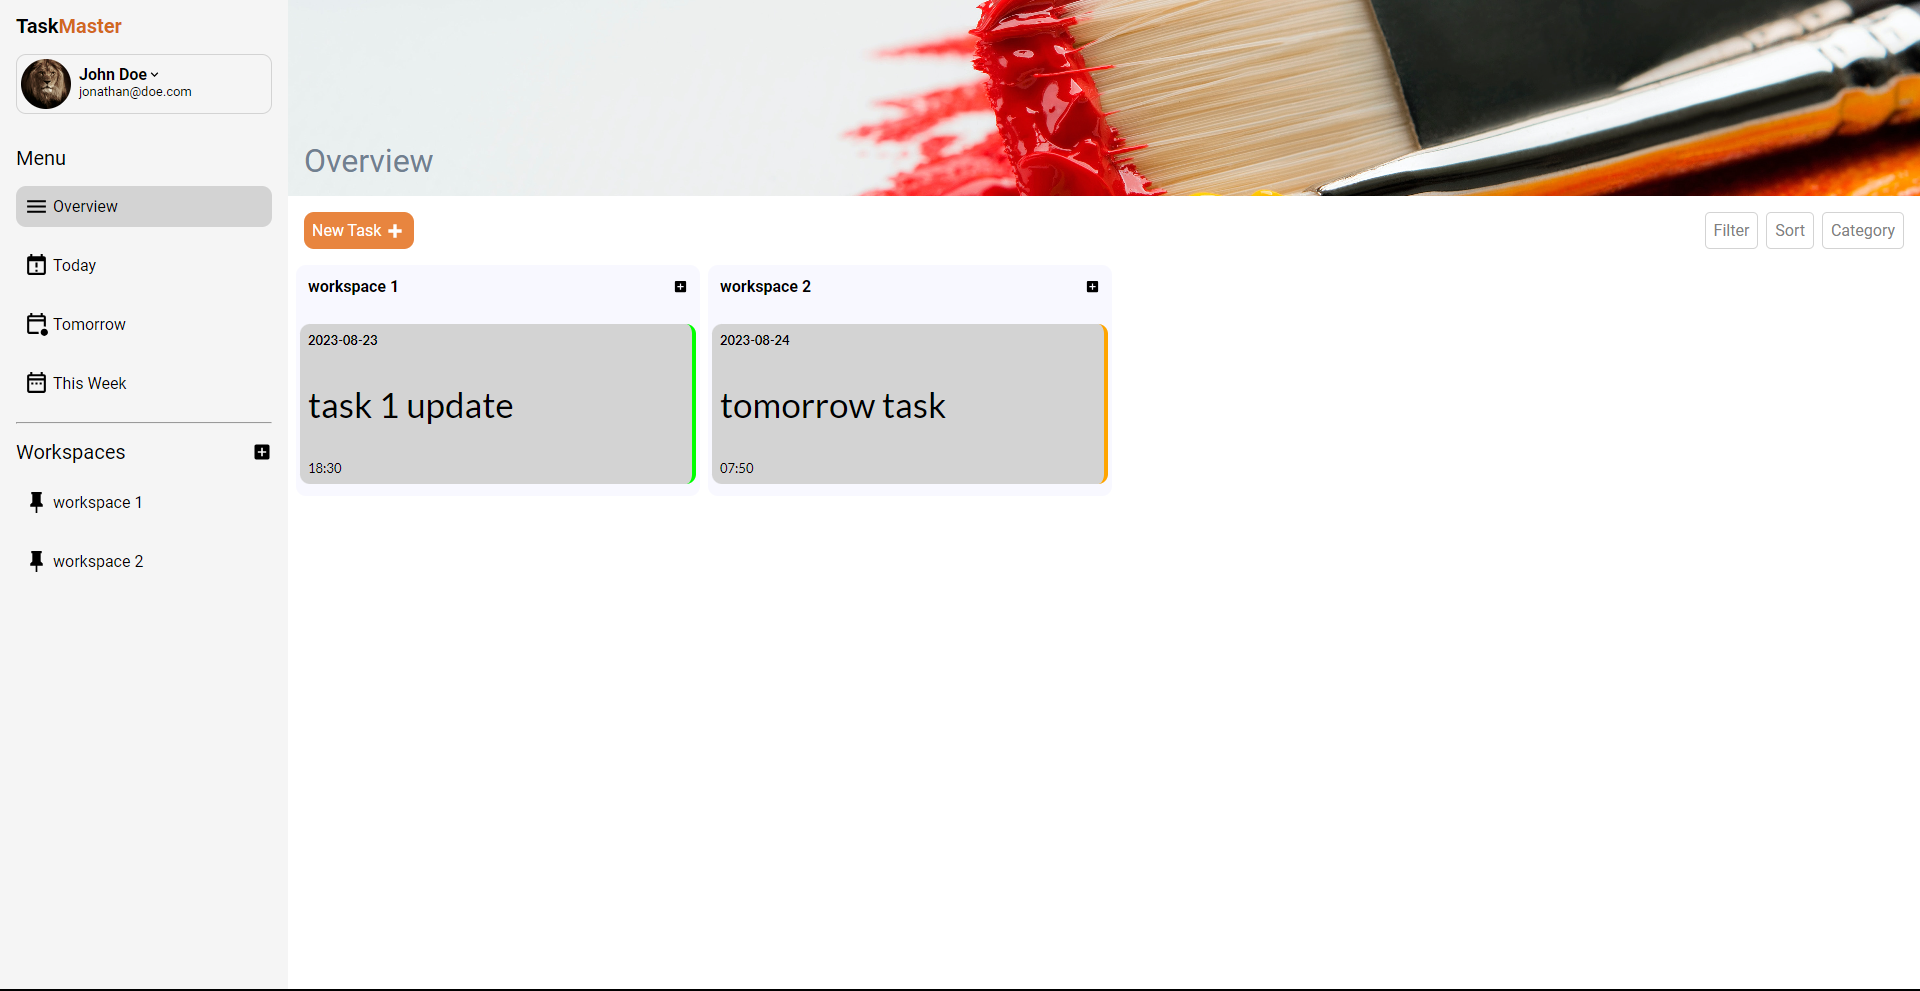 TaskMaster
John Doe
jonathan@doe.com
Menu
Overview
Today
Tomorrow
This Week
Workspaces
workspace 1
workspace 2
Overview
New Task
Filter
Sort
Category
workspace 1
2023-08-23
task 1 update
18:30
workspace 2
2023-08-24
tomorrow task
07:50